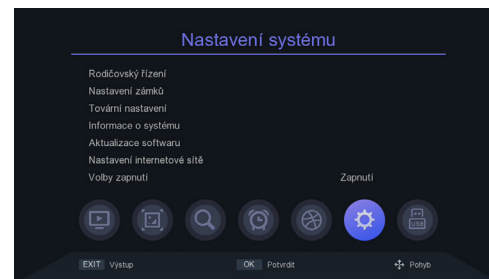 Nastavení systému
Rodičovský řízení
Nastavení zámků
Tovární nastavení
Informace o systému
Aktualizace softwaru
Nastavení internetové sítě
Volby zapnutí Zapnutí
USB
EXIT Výstup OK Potvrdit Pohyb